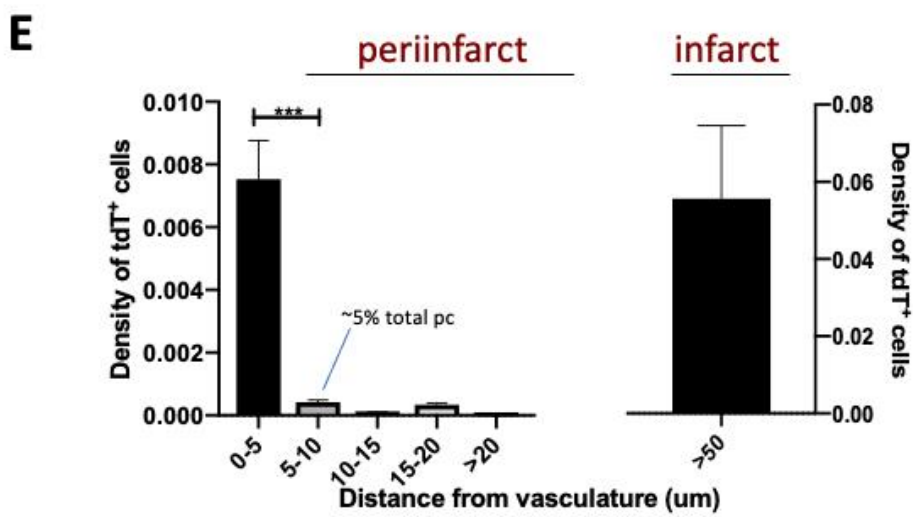 E
periinfarct
infarct
Density of tdT⁺ cells
0.010
0.008
0.006
0.004
0.002
0.000
***
~5% total pc
0-5
5-10
10-15
15-20
>20
0.08
0.06
0.04
0.02
0.00
Density of tdT⁺ cells
>50
Distance from vasculature (um)